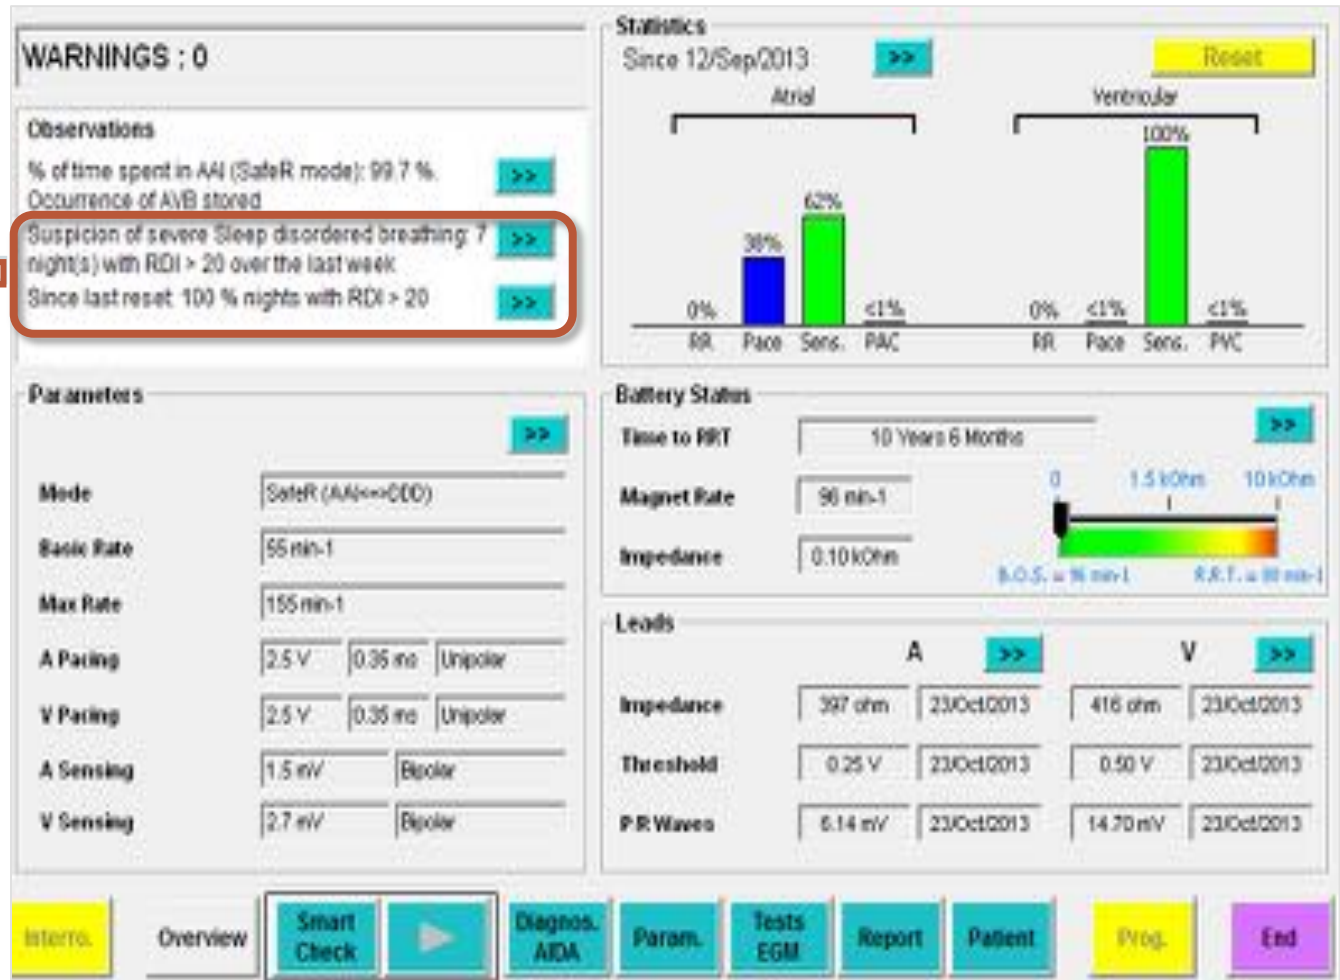 WARNINGS : 0
Observations
% of time spent in AAI (SafeR mode): 99.7 %.
Occurrence of AVB stored
>>
Suspicion of severe Sleep disordered breathing: 7
night(s) with RDI > 20 over the last week
>>
Since last reset: 100 % nights with RDI > 20
>>
Statistics
Since 12/Sep/2013
>>
Reset
Atrial
Ventricular
0% 38% 62% <1%
RR Pace Sens. PAC
0% <1% 100% <1%
RR Pace Sens. PVC
Parameters
>>
Mode SafeR (AAI<=>DDD)
Basic Rate 55 min-1
Max Rate 155 min-1
A Pacing 2.5 V 0.35 ms Unipolar
V Pacing 2.5 V 0.35 ms Unipolar
A Sensing 1.5 mV Bipolar
V Sensing 2.7 mV Bipolar
Battery Status
>>
Time to RRT 10 Years 6 Months
Magnet Rate 96 min-1
Impedance 0.10 kOhm
0 1.5 kOhm 10 kOhm
B.O.S. = 96 min-1 R.R.T. = 80 min-1
Leads
A >> V >>
Impedance 397 ohm 23/Oct/2013 416 ohm 23/Oct/2013
Threshold 0.25 V 23/Oct/2013 0.50 V 23/Oct/2013
P.R Waves 6.14 mV 23/Oct/2013 14.70 mV 23/Oct/2013
Interro.
Overview
Smart
Check
Diagnos.
AIDA
Param.
Tests
EGM
Report
Patient
Prog.
End